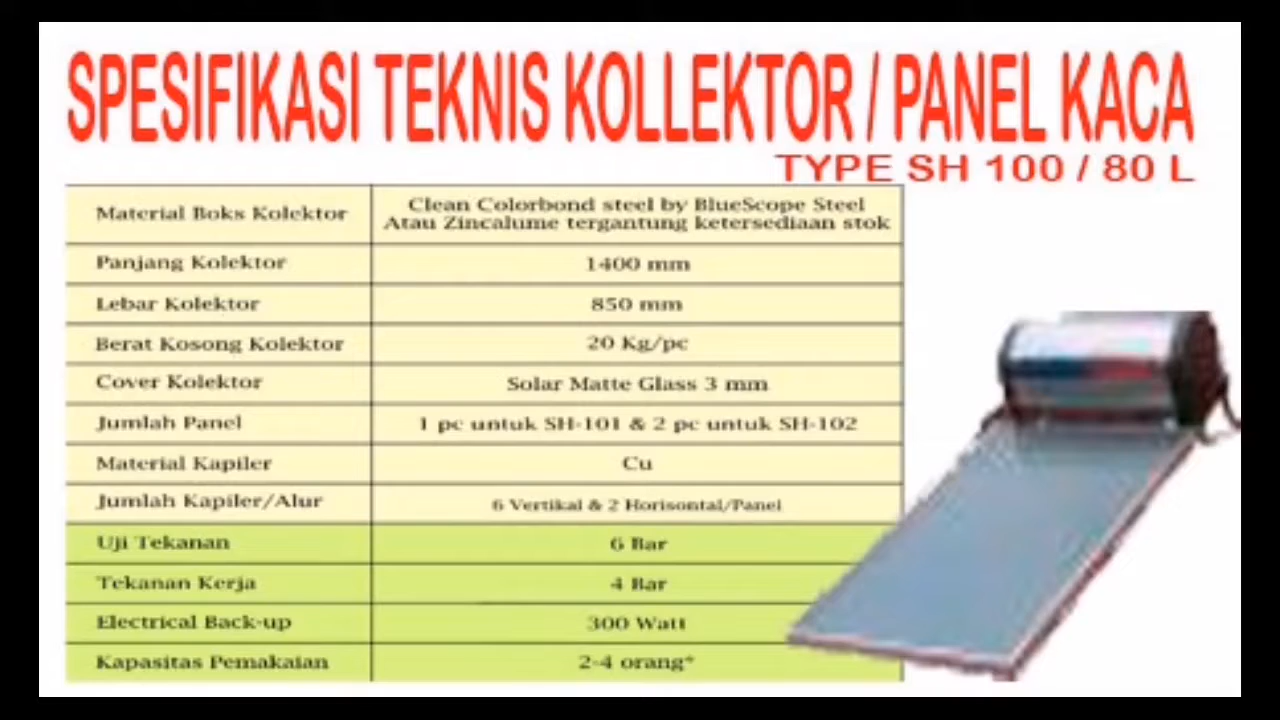 SPESIFIKASI TEKNIS KOLLEKTOR / PANEL KACA
TYPE SH 100 / 80 L
Material Boks Kolektor
Clean Colorbond steel by BlueScope Steel
Atau Zincalume tergantung ketersediaan stok
Panjang Kolektor
1400 mm
Lebar Kolektor
850 mm
Berat Kosong Kolektor
20 Kg/pc
Cover Kolektor
Solar Matte Glass 3 mm
Jumlah Panel
1 pc untuk SH-101 & 2 pc untuk SH-102
Material Kapiler
Cu
Jumlah Kapiler/Alur
6 Vertikal & 2 Horisontal/Panel
Uji Tekanan
6 Bar
Tekanan Kerja
4 Bar
Electrical Back-up
300 Watt
Kapasitas Pemakaian
2-4 orang*